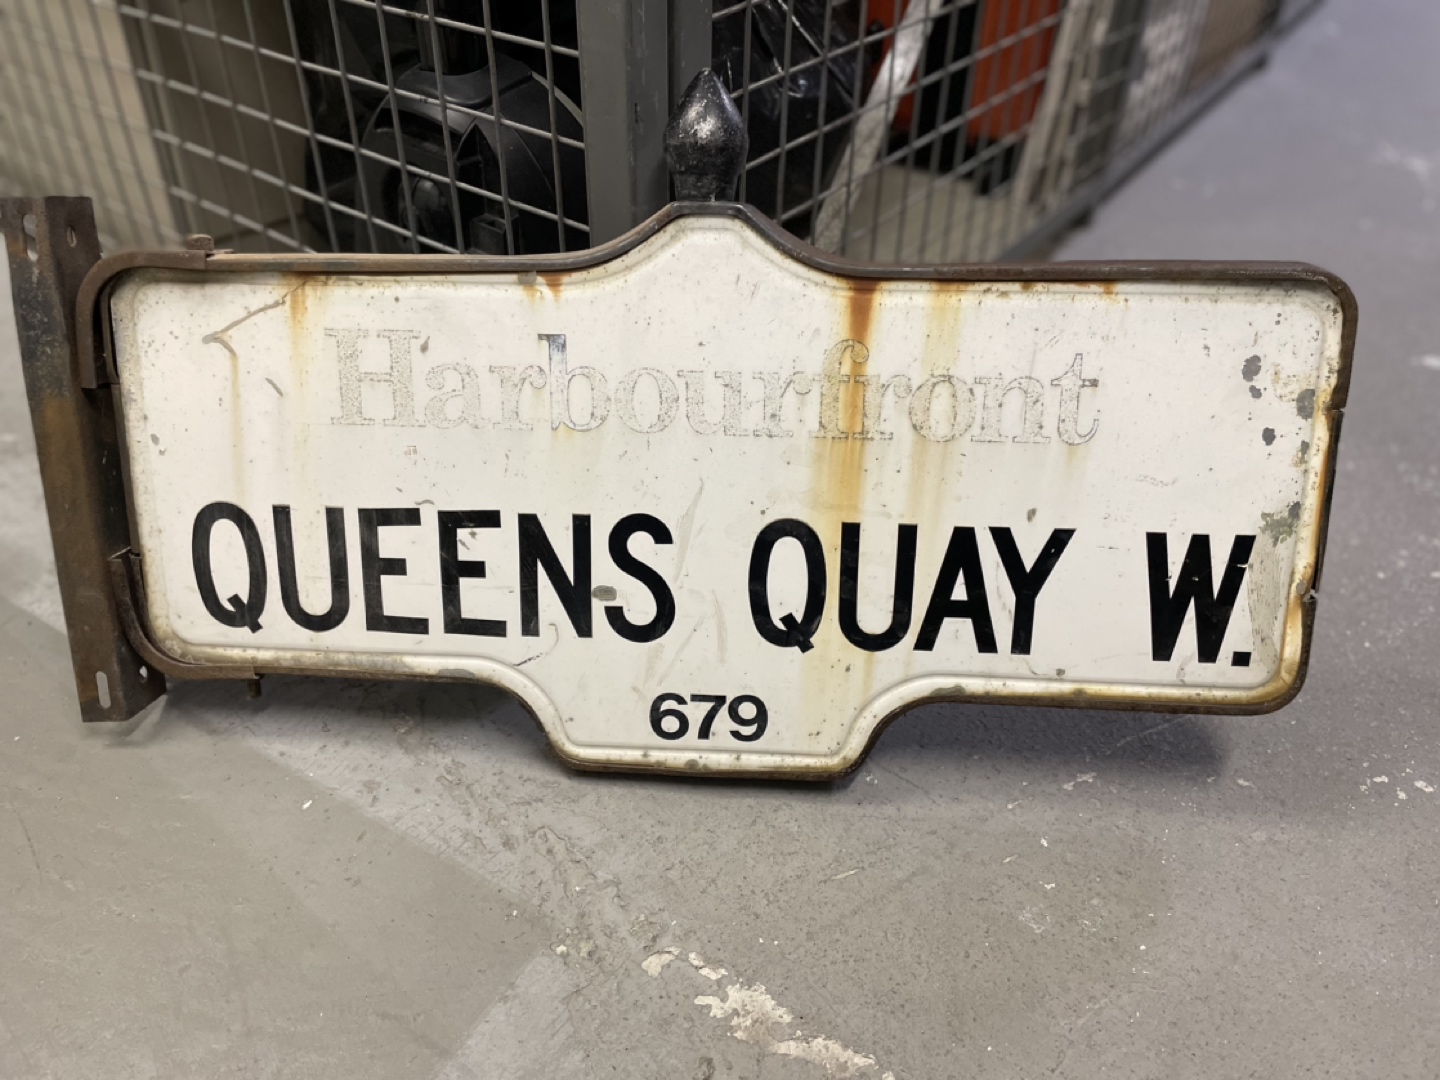 Harbourfront
QUEENS QUAY W.
679